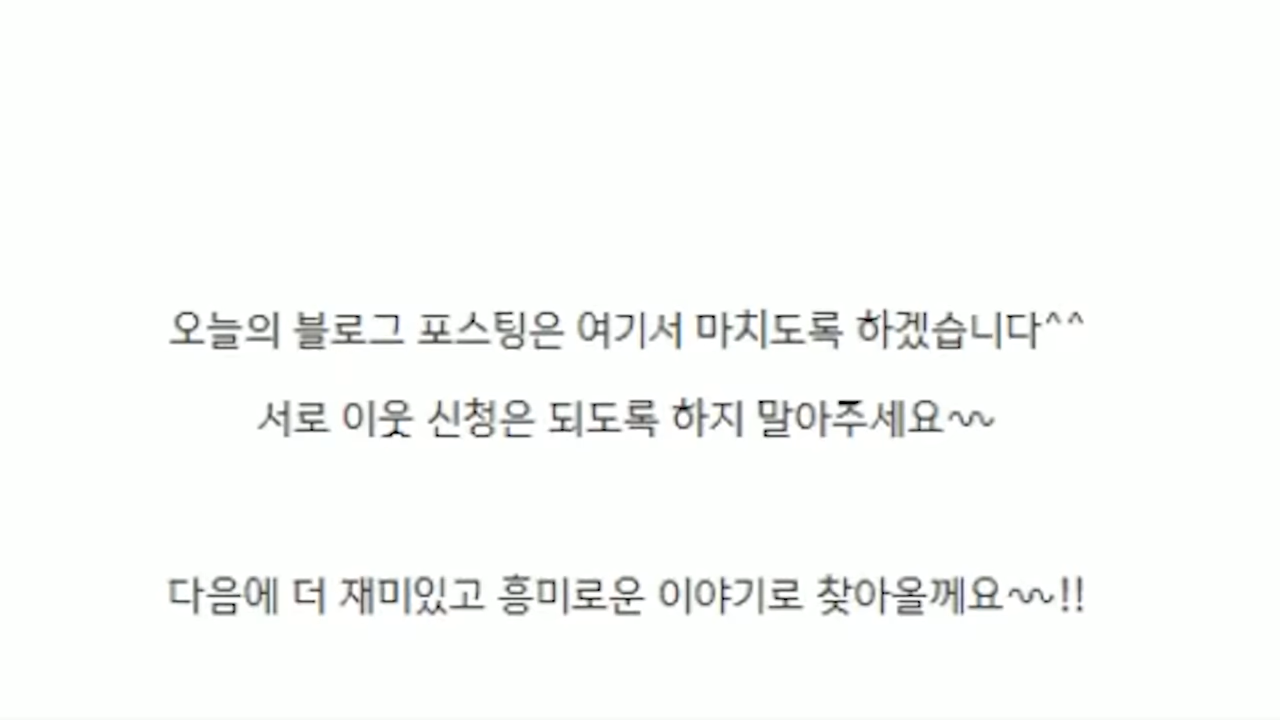 오늘의 블로그 포스팅은 여기서 마치도록 하겠습니다^^
서로 이웃 신청은 되도록 하지 말아주세요~~
다음에 더 재미있고 흥미로운 이야기로 찾아올께요~~!!